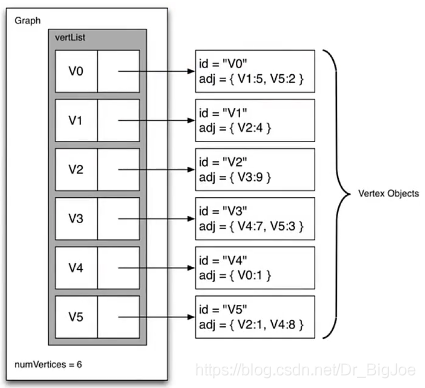 Graph
vertList
V0
id = "V0"
adj = { V1:5, V5:2 }
V1
id = "V1"
adj = { V2:4 }
V2
id = "V2"
adj = { V3:9 }
V3
id = "V3"
adj = { V4:7, V5:3 }
V4
id = "V4"
adj = { V0:1 }
V5
id = "V5"
adj = { V2:1, V4:8 }
Vertex Objects
numVertices = 6
https://blog.csdn.net/Dr_BigJoe